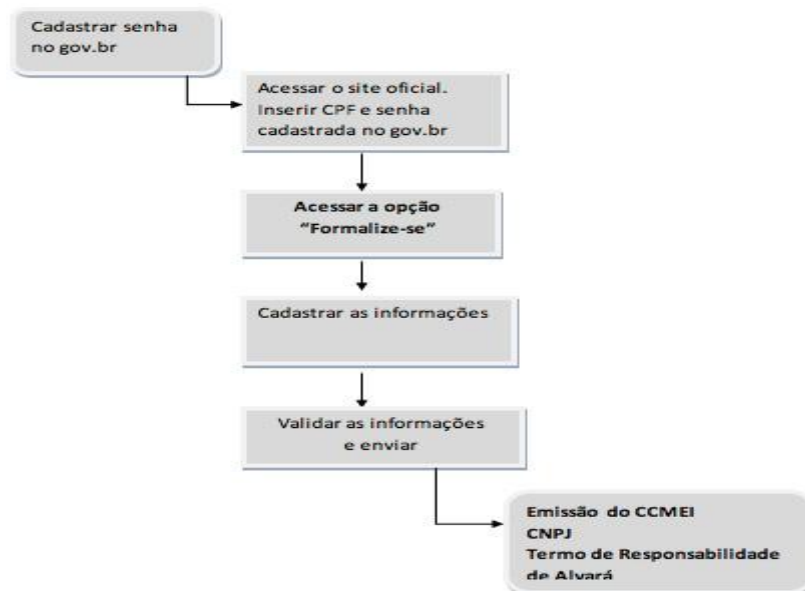 Cadastrar senha
no gov.br
Acessar o site oficial.
Inserir CPF e senha
cadastrada no gov.br
Acessar a opção
“Formalize-se”
Cadastrar as informações
Validar as informações
e enviar
Emissão do CCMEI
CNPJ
Termo de Responsabilidade
de Alvará